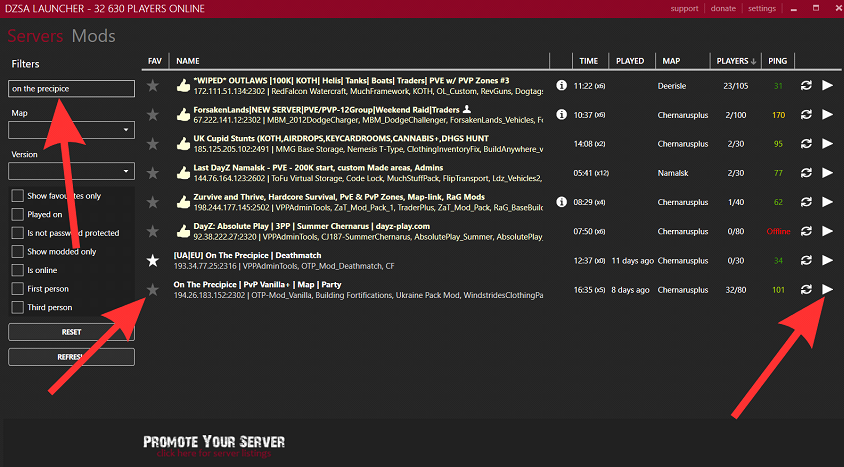 DZSA LAUNCHER - 32 630 PLAYERS ONLINE
support
donate
settings
Servers Mods
Filters
on the precipice
Map
Version
Show favourites only
Played on
Is not password protected
Show modded only
Is online
First person
Third person
RESET
REFRESH
FAV NAME TIME PLAYED MAP PLAYERS PING
*WIPED* OUTLAWS |100K| KOTH| Helis| Tanks| Boats| Traders| PVE w/ PVP Zones #3
172.111.51.134:2302 | RedFalcon Watercraft, MuchFramework, KOTH, OL_Custom, RevGuns, Dogtags
11:22 (x6) Deerisle 23/105 31
ForsakenLands|NEW SERVER|PVE/PVP-12Group|Weekend Raid|Traders
67.222.141.12:2302 | MBM_2012DodgeCharger, MBM_DodgeChallenger, ForsakenLands_Vehicles, Fo
10:37 (x6) Chernarusplus 2/100 170
UK Cupid Stunts (KOTH,AIRDROPS,KEYCARDROOMS,CANNABIS+,DHGS HUNT
185.125.205.102:2491 | MMG Base Storage, Nemesis T-Type, ClothingInventoryFix, BuildAnywhere_v
14:08 (x2) Chernarusplus 2/30 95
Last DayZ Namalsk - PVE - 200K start, custom Made areas, Admins
144.76.164.123:2602 | ToFu Virtual Storage, Code Lock, MuchStuffPack, FlipTransport, Ldz_Vehicles2,
05:41 (x12) Namalsk 2/30 77
Zurvive and Thrive, Hardcore Survival, PvE & PvP Zones, Map-link, RaG Mods
198.244.177.145:2502 | VPPAdminTools, ZaT_Mod_Pack_1, TraderPlus, ZaT_Mod_Pack, RaG_BaseBuild
08:29 (x4) Chernarusplus 1/40 62
DayZ: Absolute Play | 3PP | Summer Chernarus | dayz-play.com
92.38.222.27:2320 | VPPAdminTools, CJ187-SummerChernarus, AbsolutePlay_Summer, AbsolutePlay_
07:50 (x6) Chernarusplus 0/80 Offline
[UA|EU] On The Precipice | Deathmatch
193.34.77.25:2316 | VPPAdminTools, OTP_Mod_Deathmatch, CF
12:37 (x0) 11 days ago Chernarusplus 0/30 34
On The Precipice | PvP Vanilla+ | Map | Party
194.26.183.152:2302 | OTP-Mod_Vanilla, Building Fortifications, Ukraine Pack Mod, WindstridesClothingPa
16:35 (x5) 8 days ago Chernarusplus 32/80 101
PROMOTE YOUR SERVER
click here for server listings